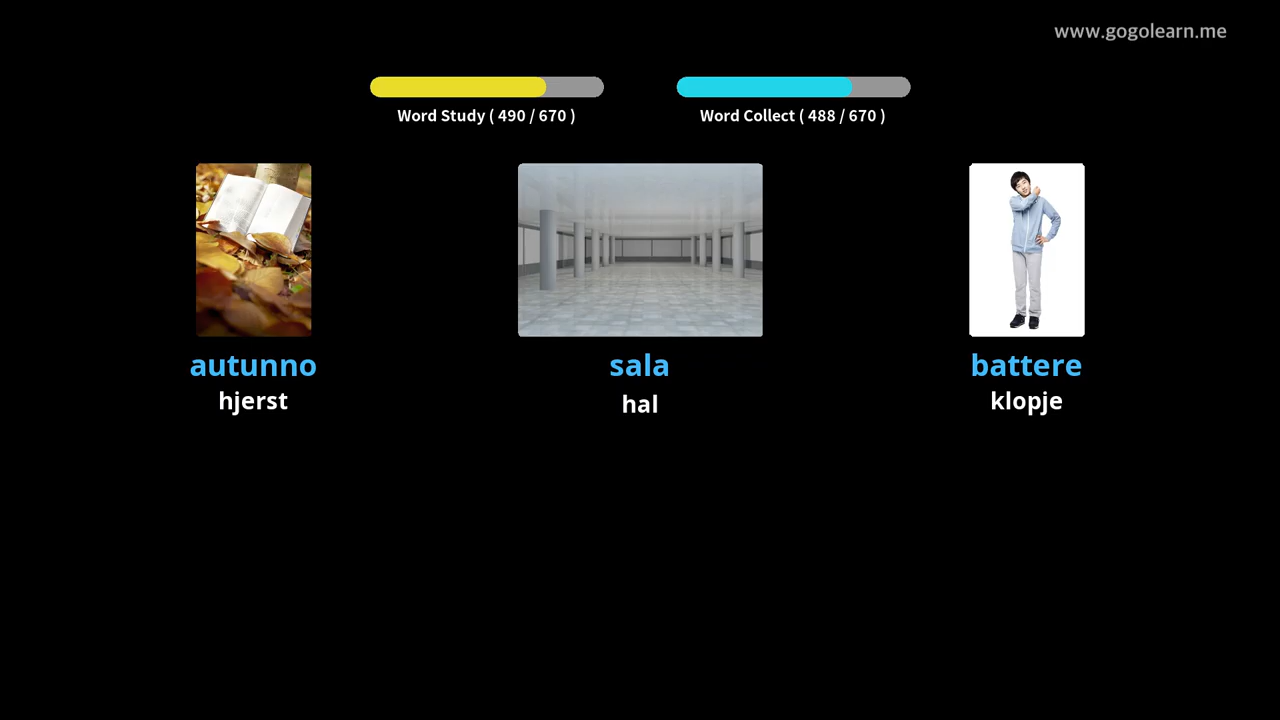 www.gogolearn.me
Word Study ( 490 / 670 )
Word Collect ( 488 / 670 )
autunno
hjerst
sala
hal
battere
klopje